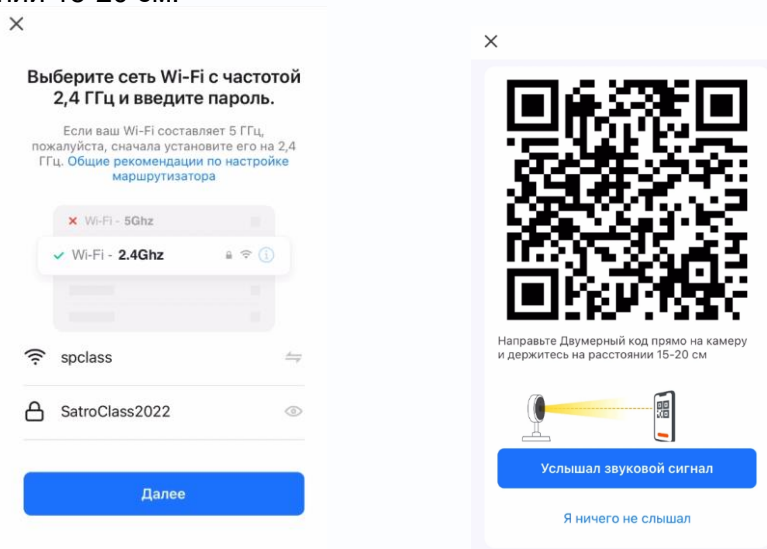 15-20 см.
Выберите сеть Wi-Fi с частотой
2,4 ГГц и введите пароль.
Если ваш Wi-Fi составляет 5 ГГц,
пожалуйста, сначала установите его на 2,4
ГГц. Общие рекомендации по настройке
маршрутизатора
Wi-Fi - 5Ghz
Wi-Fi - 2.4Ghz
spclass
SatroClass2022
Далее
Направьте Двумерный код прямо на камеру
и держитесь на расстоянии 15-20 см
Услышал звуковой сигнал
Я ничего не слышал